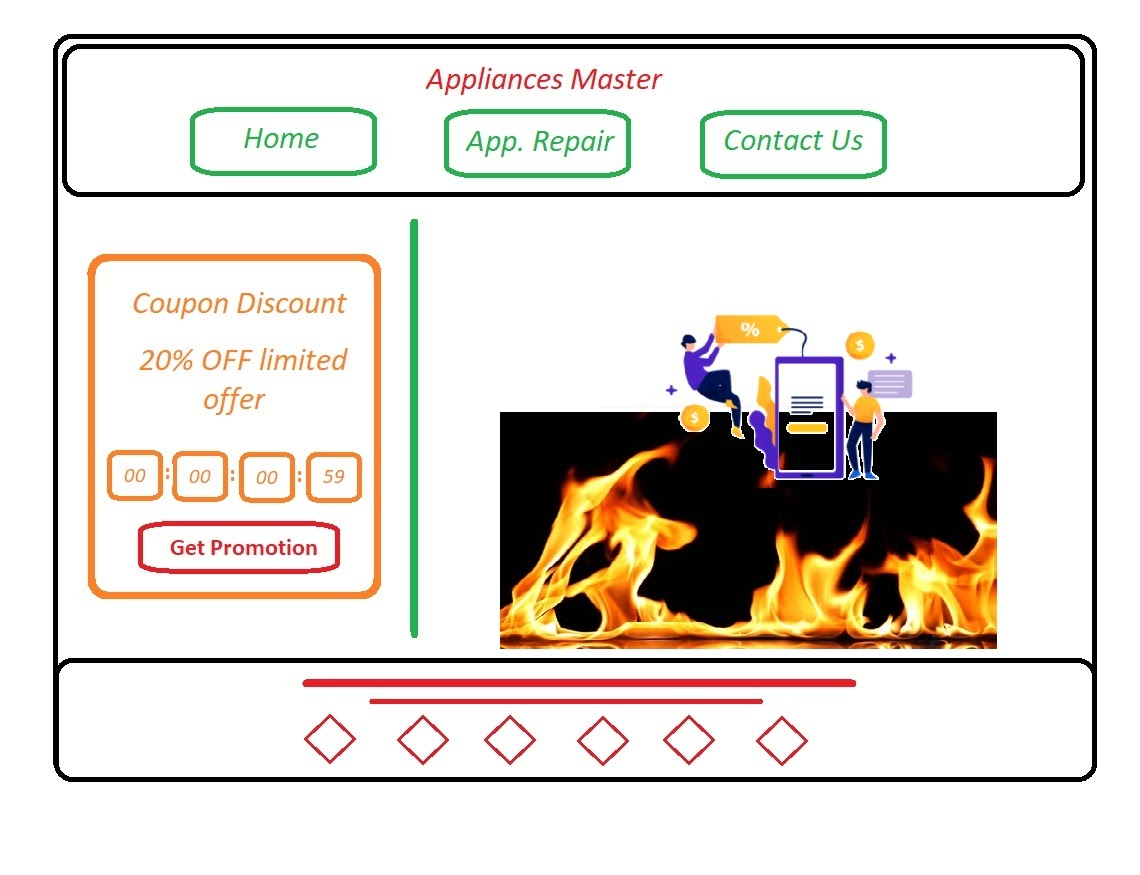 Appliances Master
Home
App. Repair
Contact Us
Coupon Discount
20% OFF limited
offer
00 : 00 : 00 : 59
Get Promotion
%
$
$